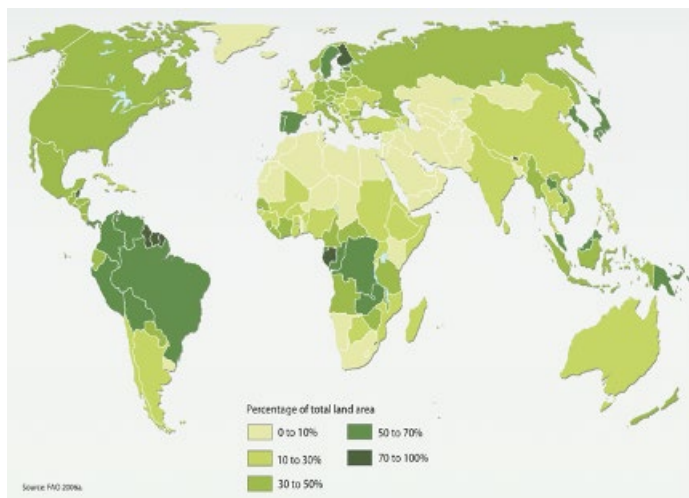 Percentage of total land area
0 to 10%
50 to 70%
10 to 30%
70 to 100%
30 to 50%
Source: FAO 2006a.